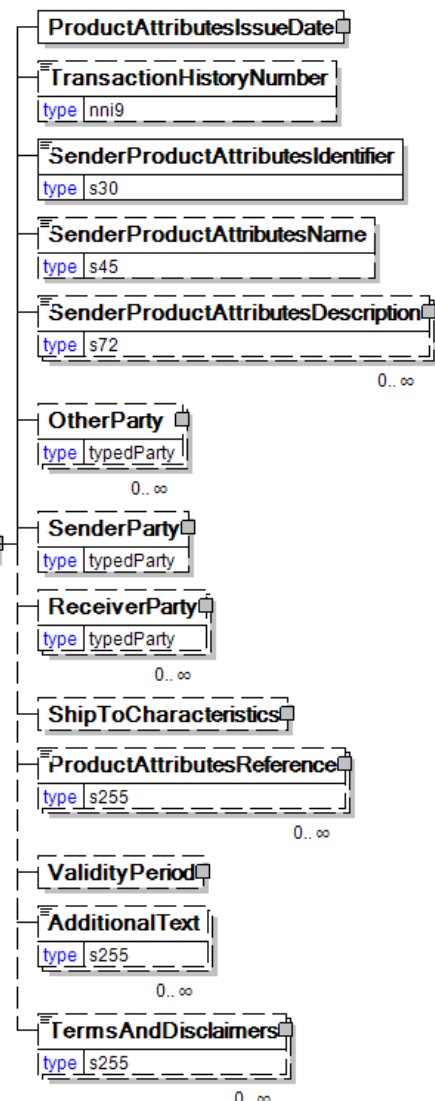 ProductAttributesIssueDate
TransactionHistoryNumber
type nni9
SenderProductAttributesIdentifier
type s30
SenderProductAttributesName
type s45
SenderProductAttributesDescription
type s72
0.. ∞
OtherParty
type typedParty
0.. ∞
SenderParty
type typedParty
ReceiverParty
type typedParty
0.. ∞
ShipToCharacteristics
ProductAttributesReference
type s255
0.. ∞
ValidityPeriod
AdditionalText
type s255
0.. ∞
TermsAndDisclaimers
type s255
0.. ∞